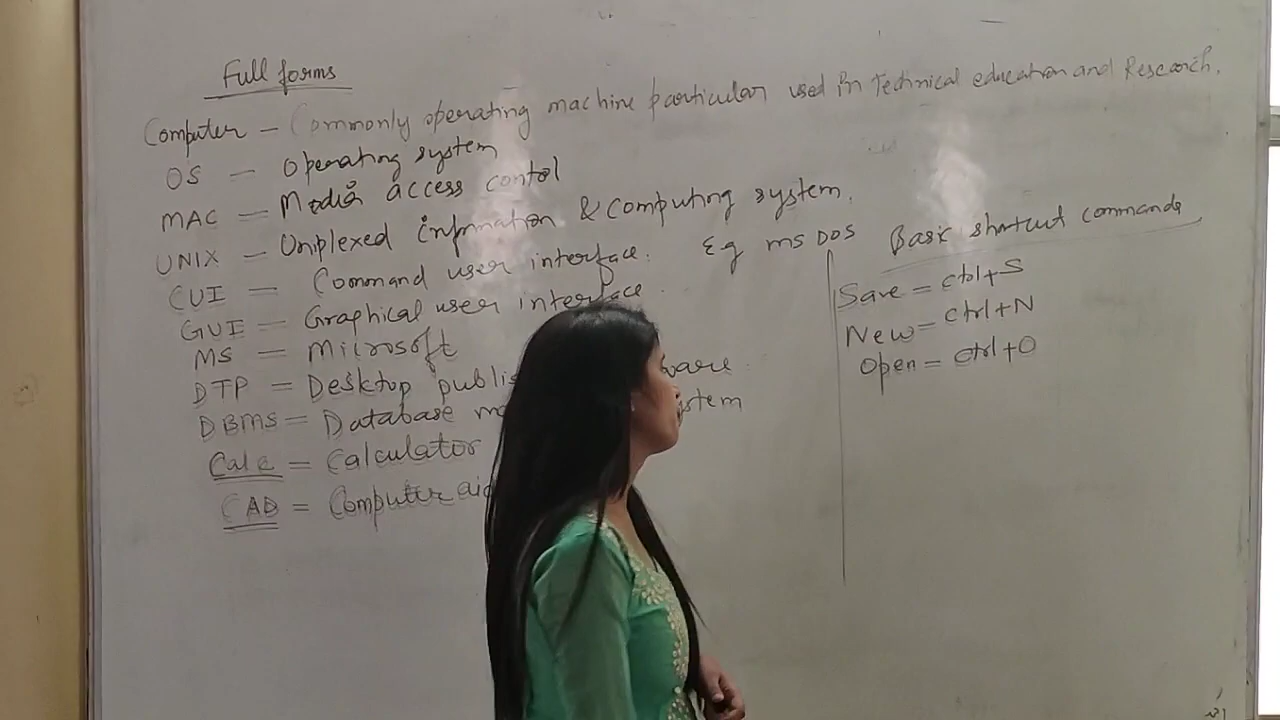 Full forms
Computer - Commonly operating machine particular used in Technical education and Research.
OS - Operating system
MAC - Media access contol
UNIX - Uniplexed information & computing system.
CUI - Command user interface. Eg MS DOS
GUI - Graphical user interface.
MS = Microsoft
DTP = Desktop publis ware.
DBMS = Database m stem
Calc = Calculator
CAD = Computer aid
Basic shortcut commands
Save = ctrl+S
New = ctrl+N
Open = ctrl+O